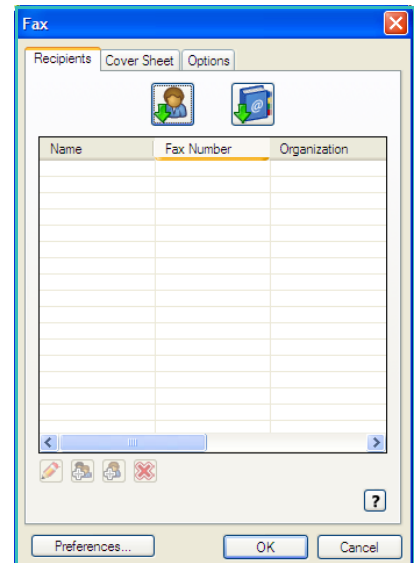 Fax
Recipients Cover Sheet Options
@
Name Fax Number Organization
?
Preferences... OK Cancel